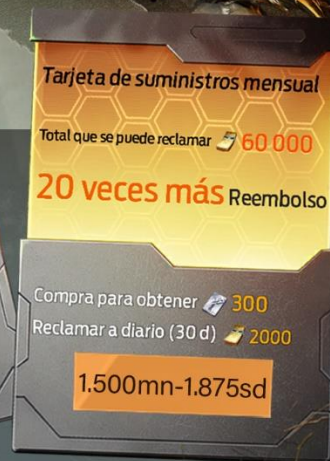 Tarjeta de suministros mensual
Total que se puede reclamar 60 000
20 veces más Reembolso
Compra para obtener 300
Reclamar a diario (30 d) 2000
1.500mn-1.875sd